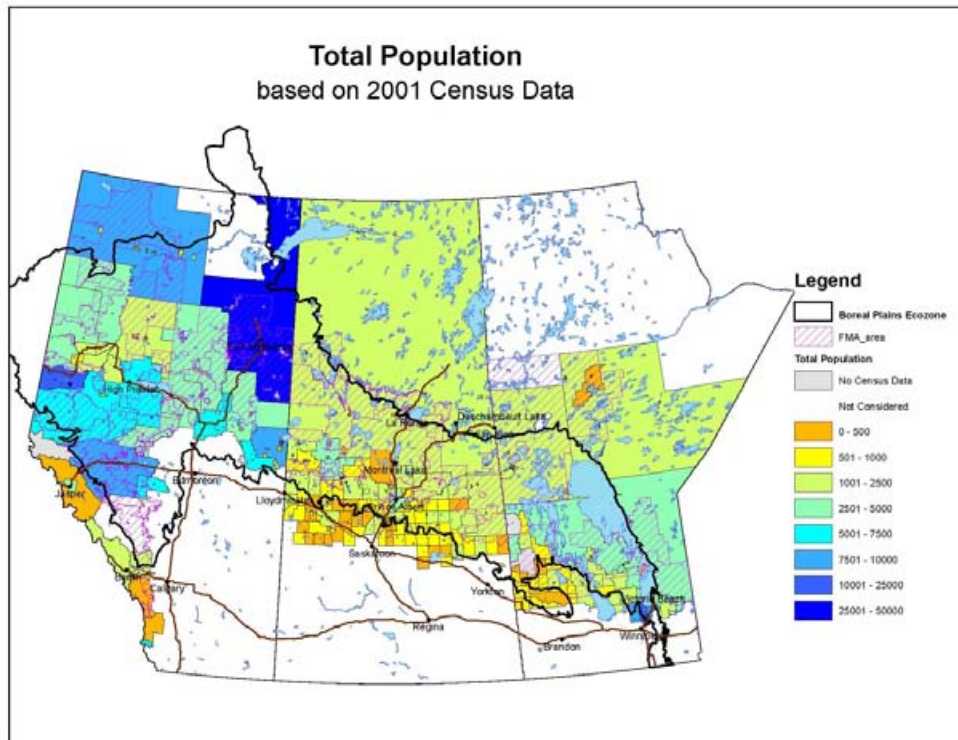 Total Population
based on 2001 Census Data
Legend
Boreal Plains Ecozone
FMA_area
Total Population
No Census Data
Not Considered
0 - 500
501 - 1000
1001 - 2500
2501 - 5000
5001 - 7500
7501 - 10000
10001 - 25000
25001 - 50000
High Prairie
La Ronge
Deschambault Lake
Montreal Lake
Jasper
Edmonton
Saskatoon
Calgary
Yorkton
Regina
Brandon